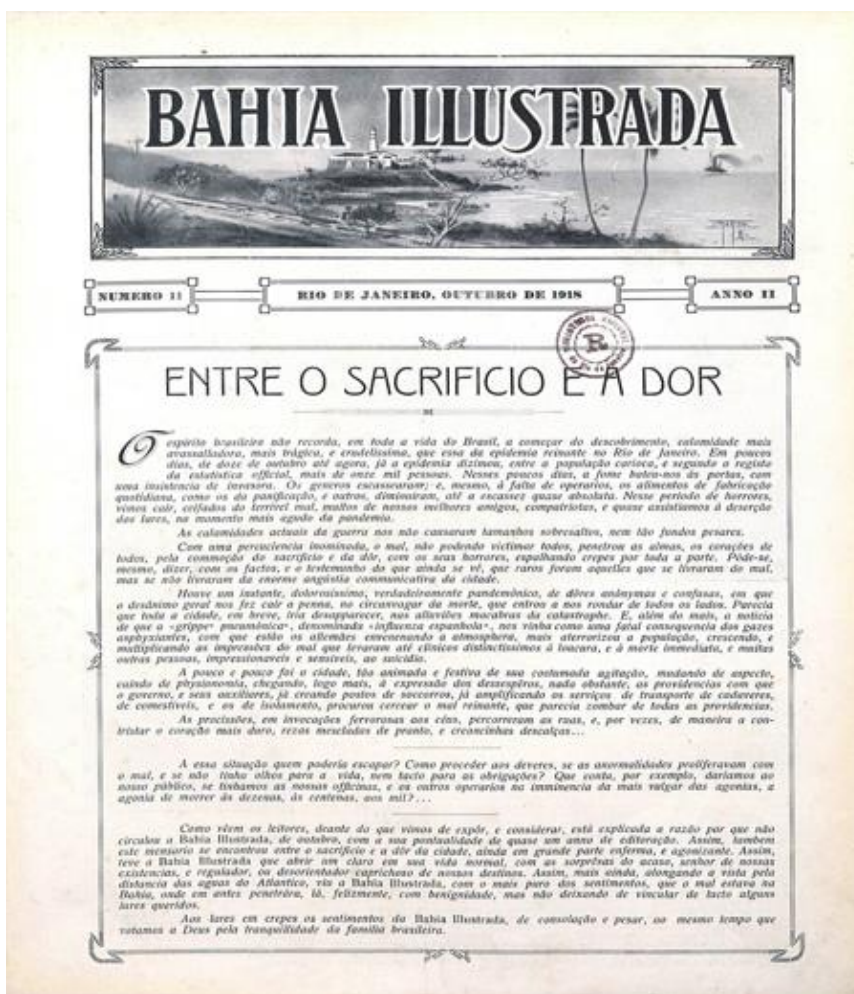 BAHIA ILLUSTRADA
NUMERO 11
RIO DE JANEIRO, OUTUBRO DE 1918
ANNO II
R
ENTRE O SACRIFICIO E A DOR
O espirito brasileiro não recorda, em toda a vida do Brasil, a começar do descobrimento, calamidade mais
avassalladora, mais trágica, e crudelissima, que essa da epidemia reinante no Rio de Janeiro. Em poucos
dias, de doze de outubro até agora, já a epidemia dizimou, entre a população carioca, e segundo o registo
da estatistica official, mais de onze mil pessoas. Nesses poucos dias, a fome bateu-nos ás portas, com
uma insistencia de invasora. Os generos escassearam; e, mesmo, á falta de operarios, os alimentos de fabricação
quotidiana, como os da panificação, e outros, diminuiram, até a escassez quase absoluta. Nesse periodo de horrores,
vimos cair, ceifados do terrivel mal, muitos de nossos melhores amigos, compatriotas, e quase assistiamos á deserção
dos lares, no momento mais agudo da pandemia.
As calamidades actuais da guerra nos não causaram tamanhos sobresaltos, nem tão fundos pesares.
Com uma persciencia inominada, o mal, não podendo victimar todos, penetrou as almas, os corações de
todos, pela commoção do sacrificio e da dôr, com os seus horrores, espalhando crepes por toda a parte. Póde-se,
mesmo, dizer, com os factos, e o testemunho do que ainda se vê, que raros foram aquelles que se livraram do mal,
mas se não livraram da enorme angústia communicativa da cidade.
Houve um instante, dolorosissimo, verdadeiramente pandemônico, de dôres anônymas e confusas, em que
o desânimo geral nos fez cair a penna, no circunvagar da morte, que entrou a nos rondar de todos os lados. Parecia
que toda a cidade, em breve, iria desapparecer, nas alluviões macabras da catastrophe. E, além do mais, a noticia
de que a «grippe» pneumônica», denominada «influenza espanhola», nos vinha como uma fatal consequencia dos gazes
asphyxiantes, com que estão os allemães envenenando a atmosphera, mais aterrorizou a população, crescendo, e
multiplicando as impressões do mal que levaram até clinicos distinctissimos á loucura, e á morte immediata, e muitas
outras pessoas, impressionaveis e sensiveis, ao suicidio.
A pouco e pouco foi a cidade, tão animada e festiva de sua costumada agitação, mudando de aspecto,
caindo de physionomia, chegando, logo mais, á expressão dos desespêros, nada obstante, as providencias com que
o governo, e seus auxiliares, já creando postos de soccorros, já amplificando os serviços de transporte de cadaveres,
de comestiveis, e os de isolamento, procurou cercear o mal reinante, que parecia zombar de todas as providencias.
As procissões, em invocações fervorosas aos céus, percorreram as ruas, e, por vezes, de maneira a con-
tristar o coração mais duro, rezas mescladas de pranto, e creancinhas descalças...
A essa situação quem poderia escapar? Como proceder aos deveres, se as anormalidades proliferavam com
o mal, e se não tinha olhos para a vida, nem tacto para as obrigações? Que conta, por exemplo, dariamos ao
nosso público, se tinhamos as nossas officinas, e os outros operarios na imminencia da mais vulgar das agonias, a
agonia de morrer ás dezenas, ás centenas, aos mil?...
Como vêem os leitores, deante do que vimos de expôr, e considerar, está explicada a razão por que não
circulou a Bahia Illustrada, de outubro, com a sua pontualidade de quase um anno de editoração. Assim, tambem
este mensario se encontrou entre o sacrificio e a dôr da cidade, ainda em grande parte enferma, e agonizante. Assim,
teve a Bahia Illustrada que abrir um claro em sua vida normal, com as sorprêsas do acaso, senhor de nossas
existencias, e regulador, ou desorientador caprichoso de nossos destinos. Assim, mais ainda, alongando a vista pela
distancia das aguas do Atlantico, viu a Bahia Illustrada, com o mais puro dos sentimentos, que o mal estava na
Bahia, onde em antes penetrára, lá, felizmente, com benignidade, mas não deixando de vincular de lucto alguns
lares queridos.
Aos lares em crepes os sentimentos da Bahia Illustrada, de consolação e pesar, ao mesmo tempo que
votamos a Deus pela tranquillidade da familia brasileira.